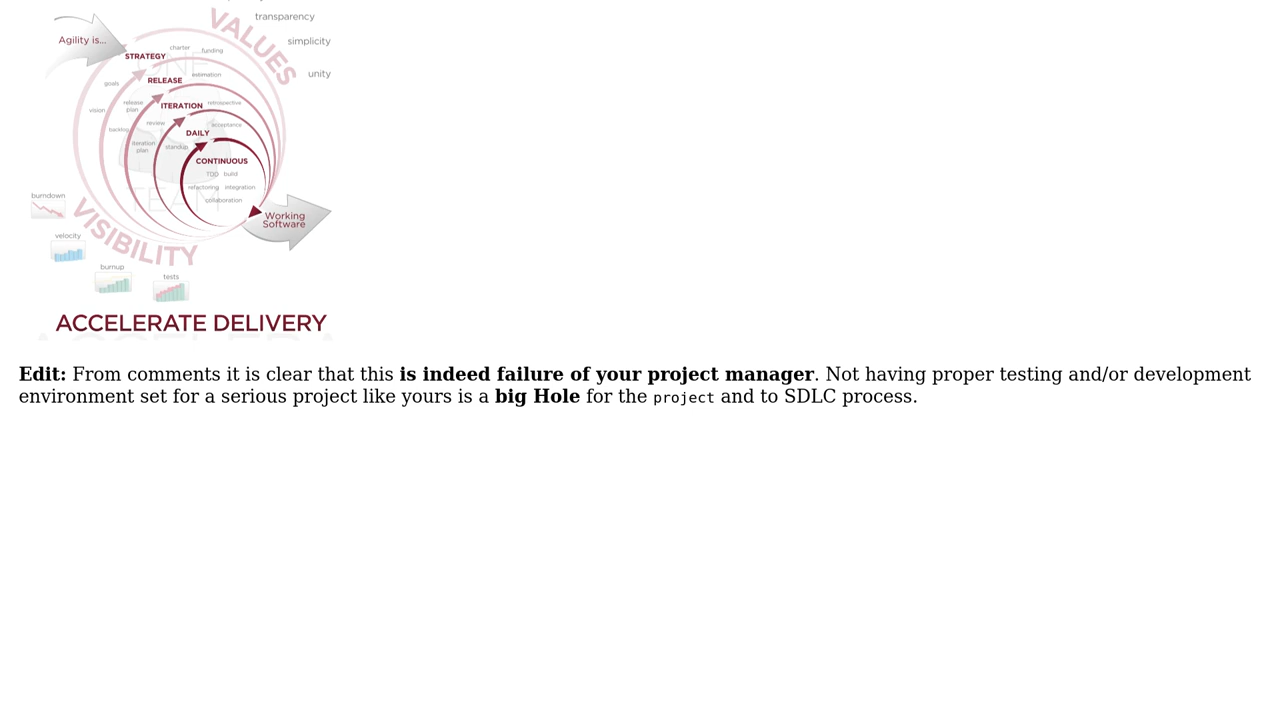 transparency
VALUES
simplicity
unity
Agility is...
STRATEGY
charter
funding
RELEASE
estimation
goals
vision
release
plan
ITERATION
retrospective
backlog
review
acceptance
DAILY
iteration
plan
standup
CONTINUOUS
TDD build
refactoring integration
collaboration
Working
Software
burndown
VISIBILITY
velocity
burnup
tests
ACCELERATE DELIVERY
Edit: From comments it is clear that this is indeed failure of your project manager. Not having proper testing and/or development
environment set for a serious project like yours is a big Hole for the project and to SDLC process.